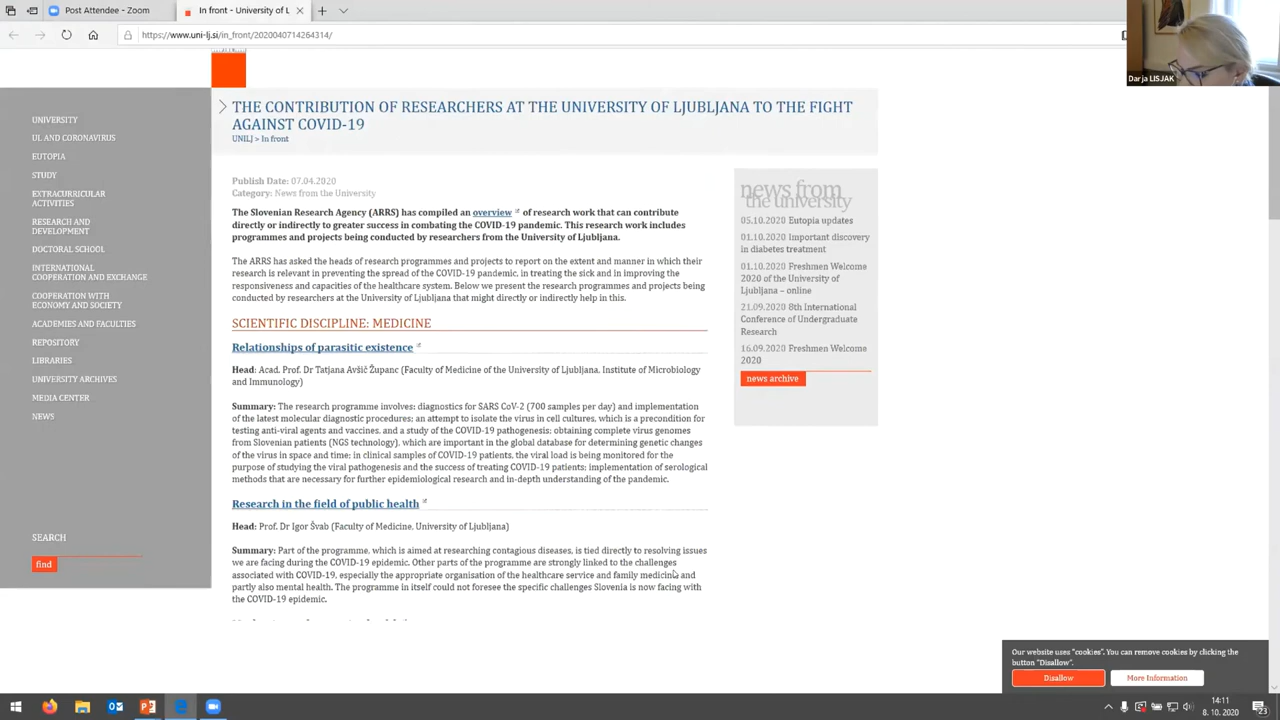 Post Attendee - Zoom
In front - University of L
https://www.uni-lj.si/in_front/2020040714264314/
Darja LISJAK
THE CONTRIBUTION OF RESEARCHERS AT THE UNIVERSITY OF LJUBLJANA TO THE FIGHT
AGAINST COVID-19
UNILJ > In front
UNIVERSITY
UL AND CORONAVIRUS
EUTOPIA
STUDY
EXTRACURRICULAR
ACTIVITIES
RESEARCH AND
DEVELOPMENT
DOCTORAL SCHOOL
INTERNATIONAL
COOPERATION AND EXCHANGE
COOPERATION WITH
ECONOMY AND SOCIETY
ACADEMIES AND FACULTIES
REPOSITORY
LIBRARIES
UNIVERSITY ARCHIVES
MEDIA CENTER
NEWS
SEARCH
find
Publish Date: 07.04.2020
Category: News from the University
The Slovenian Research Agency (ARRS) has compiled an overview of research work that can contribute
directly or indirectly to greater success in combating the COVID-19 pandemic. This research work includes
programmes and projects being conducted by researchers from the University of Ljubljana.
The ARRS has asked the heads of research programmes and projects to report on the extent and manner in which their
research is relevant in preventing the spread of the COVID-19 pandemic, in treating the sick and in improving the
responsiveness and capacities of the healthcare system. Below we present the research programmes and projects being
conducted by researchers at the University of Ljubljana that might directly or indirectly help in this.
SCIENTIFIC DISCIPLINE: MEDICINE
Relationships of parasitic existence
Head: Acad, Prof. Dr Tatjana Avšič Županc (Faculty of Medicine of the University of Ljubljana, Institute of Microbiology
and Immunology)
Summary: The research programme involves: diagnostics for SARS CoV-2 (700 samples per day) and implementation
of the latest molecular diagnostic procedures; an attempt to isolate the virus in cell cultures, which is a precondition for
testing anti-viral agents and vaccines, and a study of the COVID-19 pathogenesis; obtaining complete virus genomes
from Slovenian patients (NGS technology), which are important in the global database for determining genetic changes
of the virus in space and time; in clinical samples of COVID-19 patients, the viral load is being monitored for the
purpose of studying the viral pathogenesis and the success of treating COVID-19 patients; implementation of serological
methods that are necessary for further epidemiological research and in-depth understanding of the pandemic.
Research in the field of public health
Head: Prof. Dr Igor Švab (Faculty of Medicine, University of Ljubljana)
Summary: Part of the programme, which is aimed at researching contagious diseases, is tied directly to resolving issues
we are facing during the COVID-19 epidemic. Other parts of the programme are strongly linked to the challenges
associated with COVID-19, especially the appropriate organisation of the healthcare service and family medicine and
partly also mental health. The programme in itself could not foresee the specific challenges Slovenia is now facing with
the COVID-19 epidemic.
news from
the university
05.10.2020 Eutopia updates
01.10.2020 Important discovery
in diabetes treatment
01.10.2020 Freshmen Welcome
2020 of the University of
Ljubljana – online
21.09.2020 8th International
Conference of Undergraduate
Research
16.09.2020 Freshmen Welcome
2020
news archive
Our website uses "cookies". You can remove cookies by clicking the
button "Disallow".
Disallow
More Information
14:11
8. 10. 2020
23